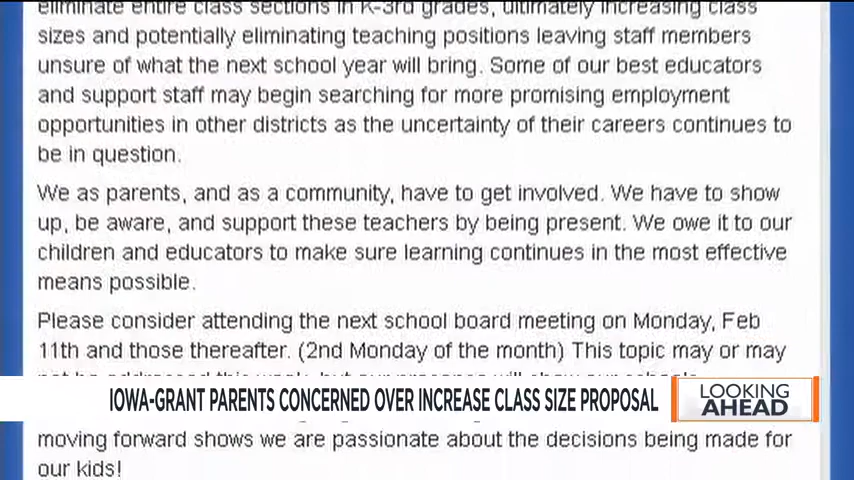 eliminate entire class sections in K-3rd grades, ultimately increasing class
sizes and potentially eliminating teaching positions leaving staff members
unsure of what the next school year will bring. Some of our best educators
and support staff may begin searching for more promising employment
opportunities in other districts as the uncertainty of their careers continues to
be in question.
We as parents, and as a community, have to get involved. We have to show
up, be aware, and support these teachers by being present. We owe it to our
children and educators to make sure learning continues in the most effective
means possible.
Please consider attending the next school board meeting on Monday, Feb
11th and those thereafter. (2nd Monday of the month) This topic may or may
IOWA-GRANT PARENTS CONCERNED OVER INCREASE CLASS SIZE PROPOSAL
LOOKING
AHEAD
moving forward shows we are passionate about the decisions being made for
our kids!